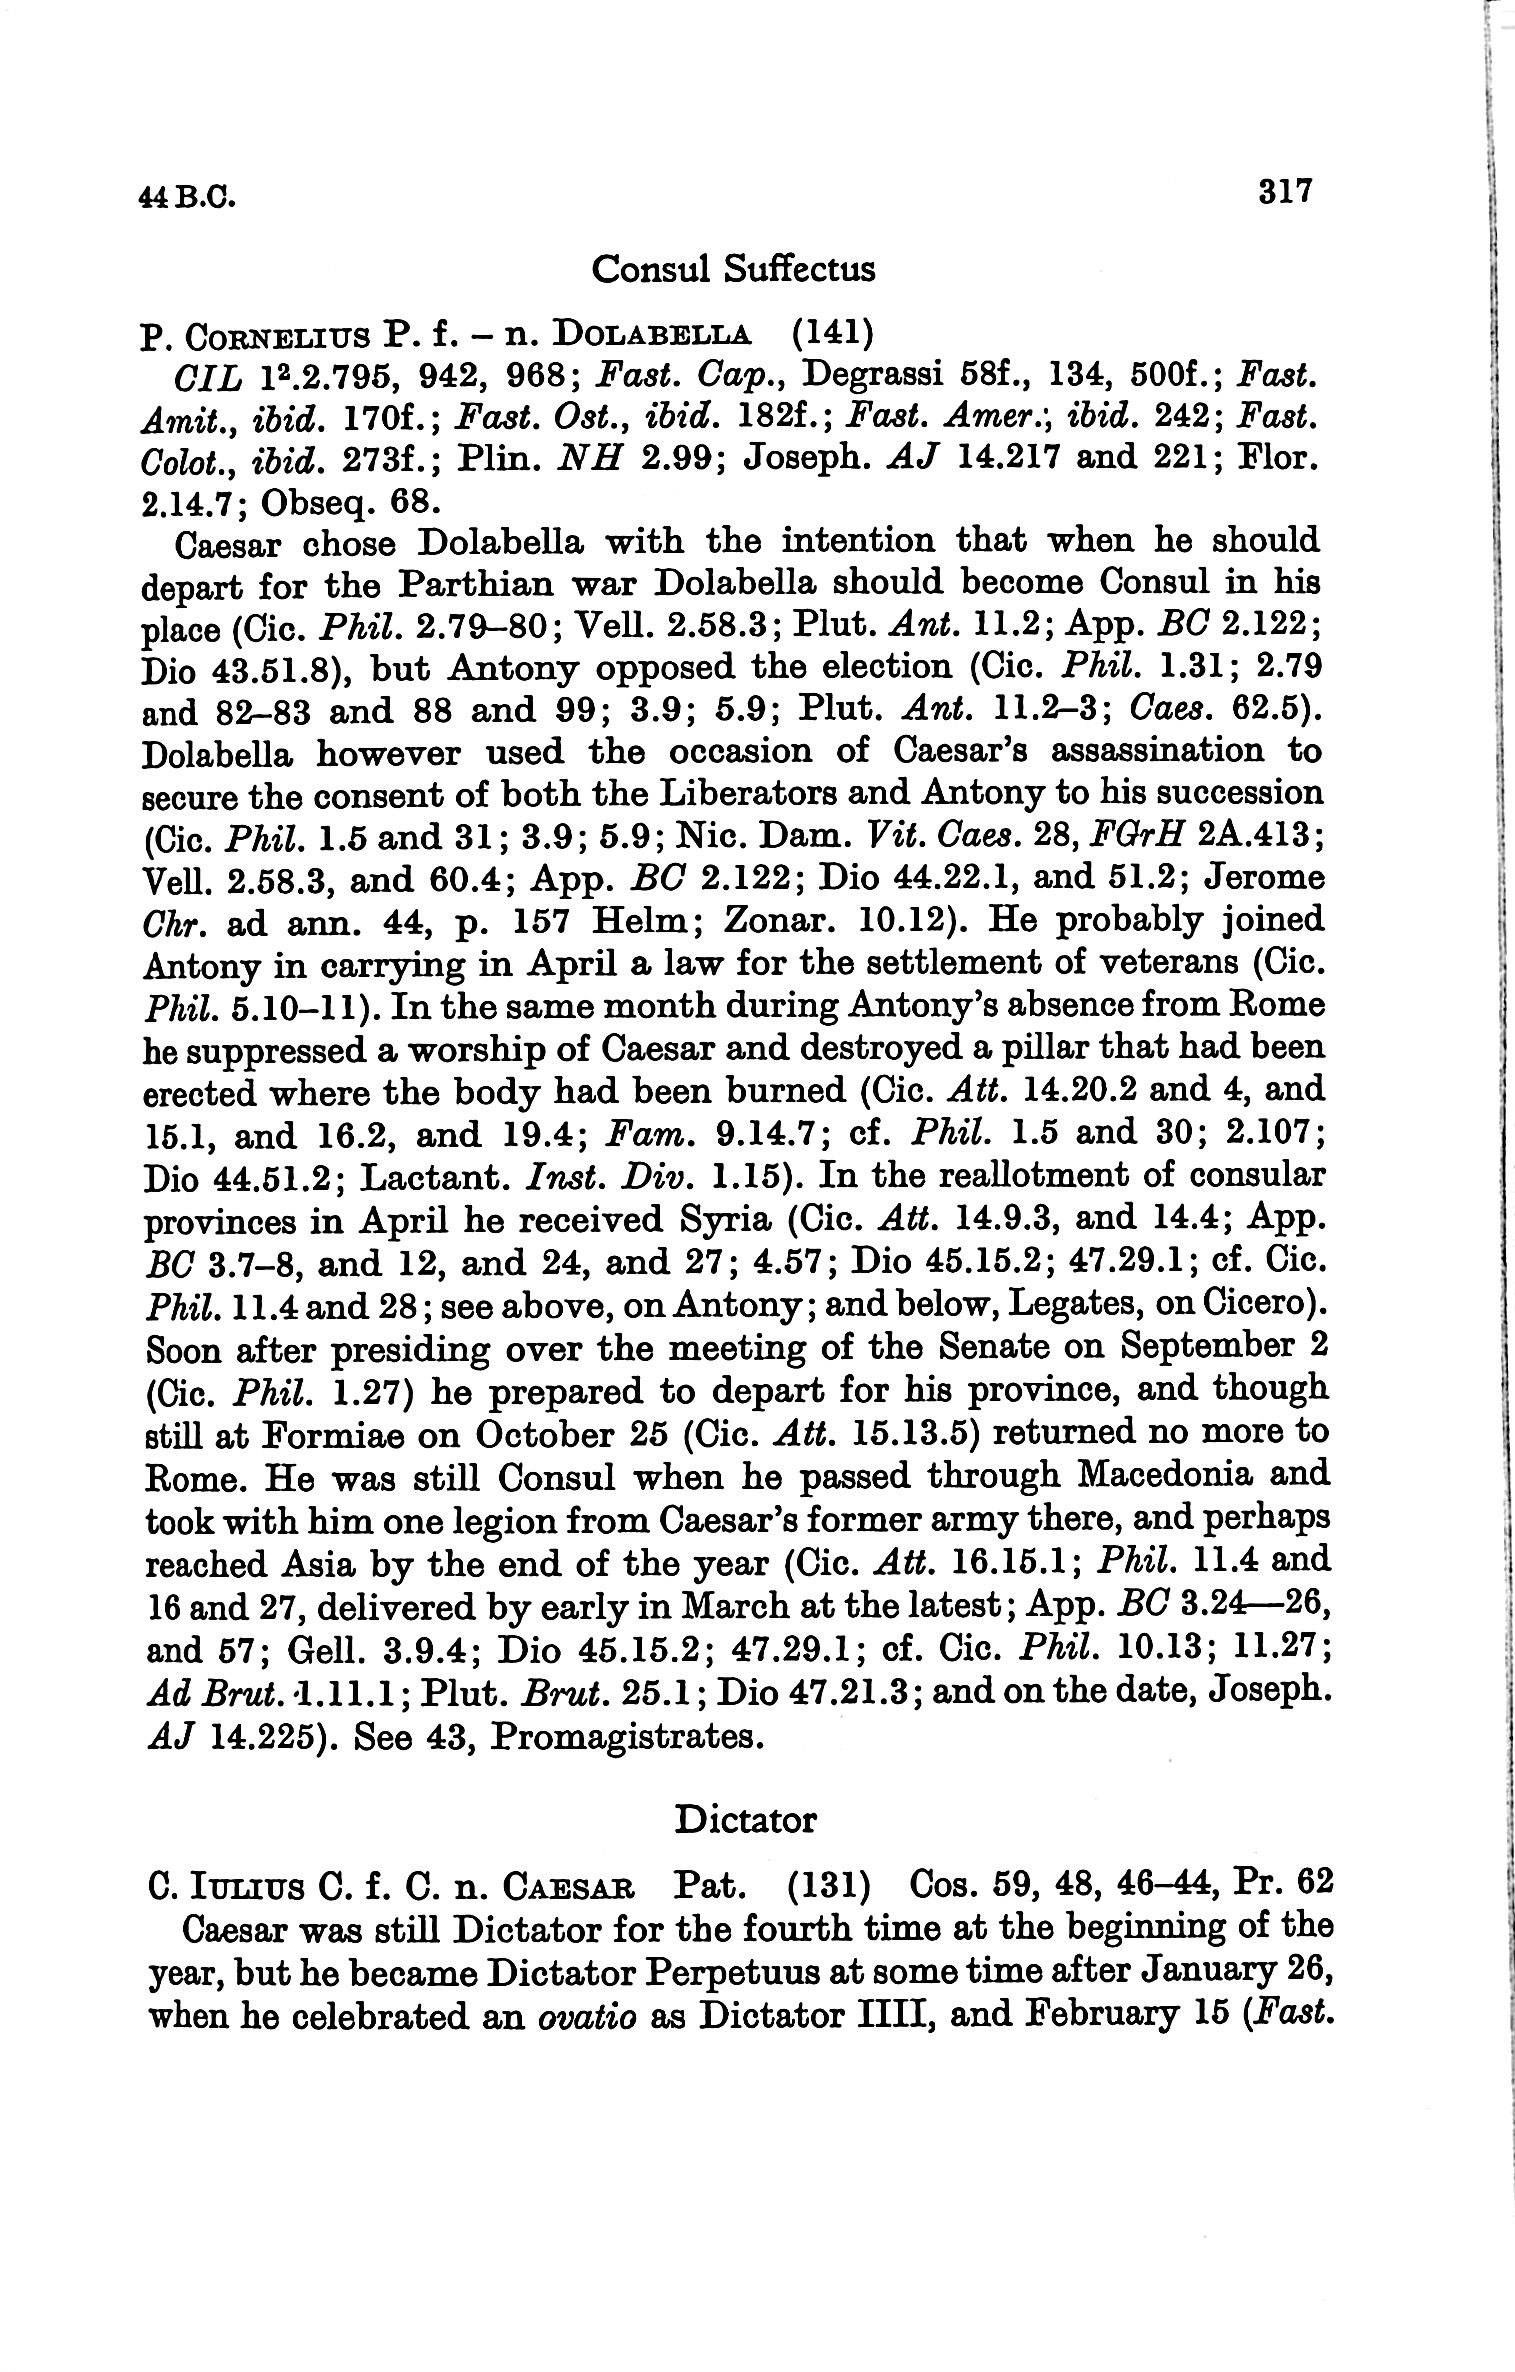 44 B.C. 317
Consul Suffectus
P. CORNELIUS P. f. – n. DOLABELLA (141)
CIL 1².2.795, 942, 968; Fast. Cap., Degrassi 58f., 134, 500f.; Fast.
Amit., ibid. 170f.; Fast. Ost., ibid. 182f.; Fast. Amer.; ibid. 242; Fast.
Colot., ibid. 273f.; Plin. NH 2.99; Joseph. AJ 14.217 and 221; Flor.
2.14.7; Obseq. 68.
Caesar chose Dolabella with the intention that when he should
depart for the Parthian war Dolabella should become Consul in his
place (Cic. Phil. 2.79–80; Vell. 2.58.3; Plut. Ant. 11.2; App. BC 2.122;
Dio 43.51.8), but Antony opposed the election (Cic. Phil. 1.31; 2.79
and 82–83 and 88 and 99; 3.9; 5.9; Plut. Ant. 11.2–3; Caes. 62.5).
Dolabella however used the occasion of Caesar's assassination to
secure the consent of both the Liberators and Antony to his succession
(Cic. Phil. 1.5 and 31; 3.9; 5.9; Nic. Dam. Vit. Caes. 28, FGrH 2A.413;
Vell. 2.58.3, and 60.4; App. BC 2.122; Dio 44.22.1, and 51.2; Jerome
Chr. ad ann. 44, p. 157 Helm; Zonar. 10.12). He probably joined
Antony in carrying in April a law for the settlement of veterans (Cic.
Phil. 5.10–11). In the same month during Antony's absence from Rome
he suppressed a worship of Caesar and destroyed a pillar that had been
erected where the body had been burned (Cic. Att. 14.20.2 and 4, and
15.1, and 16.2, and 19.4; Fam. 9.14.7; cf. Phil. 1.5 and 30; 2.107;
Dio 44.51.2; Lactant. Inst. Div. 1.15). In the reallotment of consular
provinces in April he received Syria (Cic. Att. 14.9.3, and 14.4; App.
BC 3.7–8, and 12, and 24, and 27; 4.57; Dio 45.15.2; 47.29.1; cf. Cic.
Phil. 11.4 and 28; see above, on Antony; and below, Legates, on Cicero).
Soon after presiding over the meeting of the Senate on September 2
(Cic. Phil. 1.27) he prepared to depart for his province, and though
still at Formiae on October 25 (Cic. Att. 15.13.5) returned no more to
Rome. He was still Consul when he passed through Macedonia and
took with him one legion from Caesar's former army there, and perhaps
reached Asia by the end of the year (Cic. Att. 16.15.1; Phil. 11.4 and
16 and 27, delivered by early in March at the latest; App. BC 3.24—26,
and 57; Gell. 3.9.4; Dio 45.15.2; 47.29.1; cf. Cic. Phil. 10.13; 11.27;
Ad Brut. 1.11.1; Plut. Brut. 25.1; Dio 47.21.3; and on the date, Joseph.
AJ 14.225). See 43, Promagistrates.
Dictator
C. IULIUS C. f. C. n. CAESAR Pat. (131) Cos. 59, 48, 46–44, Pr. 62
Caesar was still Dictator for the fourth time at the beginning of the
year, but he became Dictator Perpetuus at some time after January 26,
when he celebrated an ovatio as Dictator IIII, and February 15 (Fast.